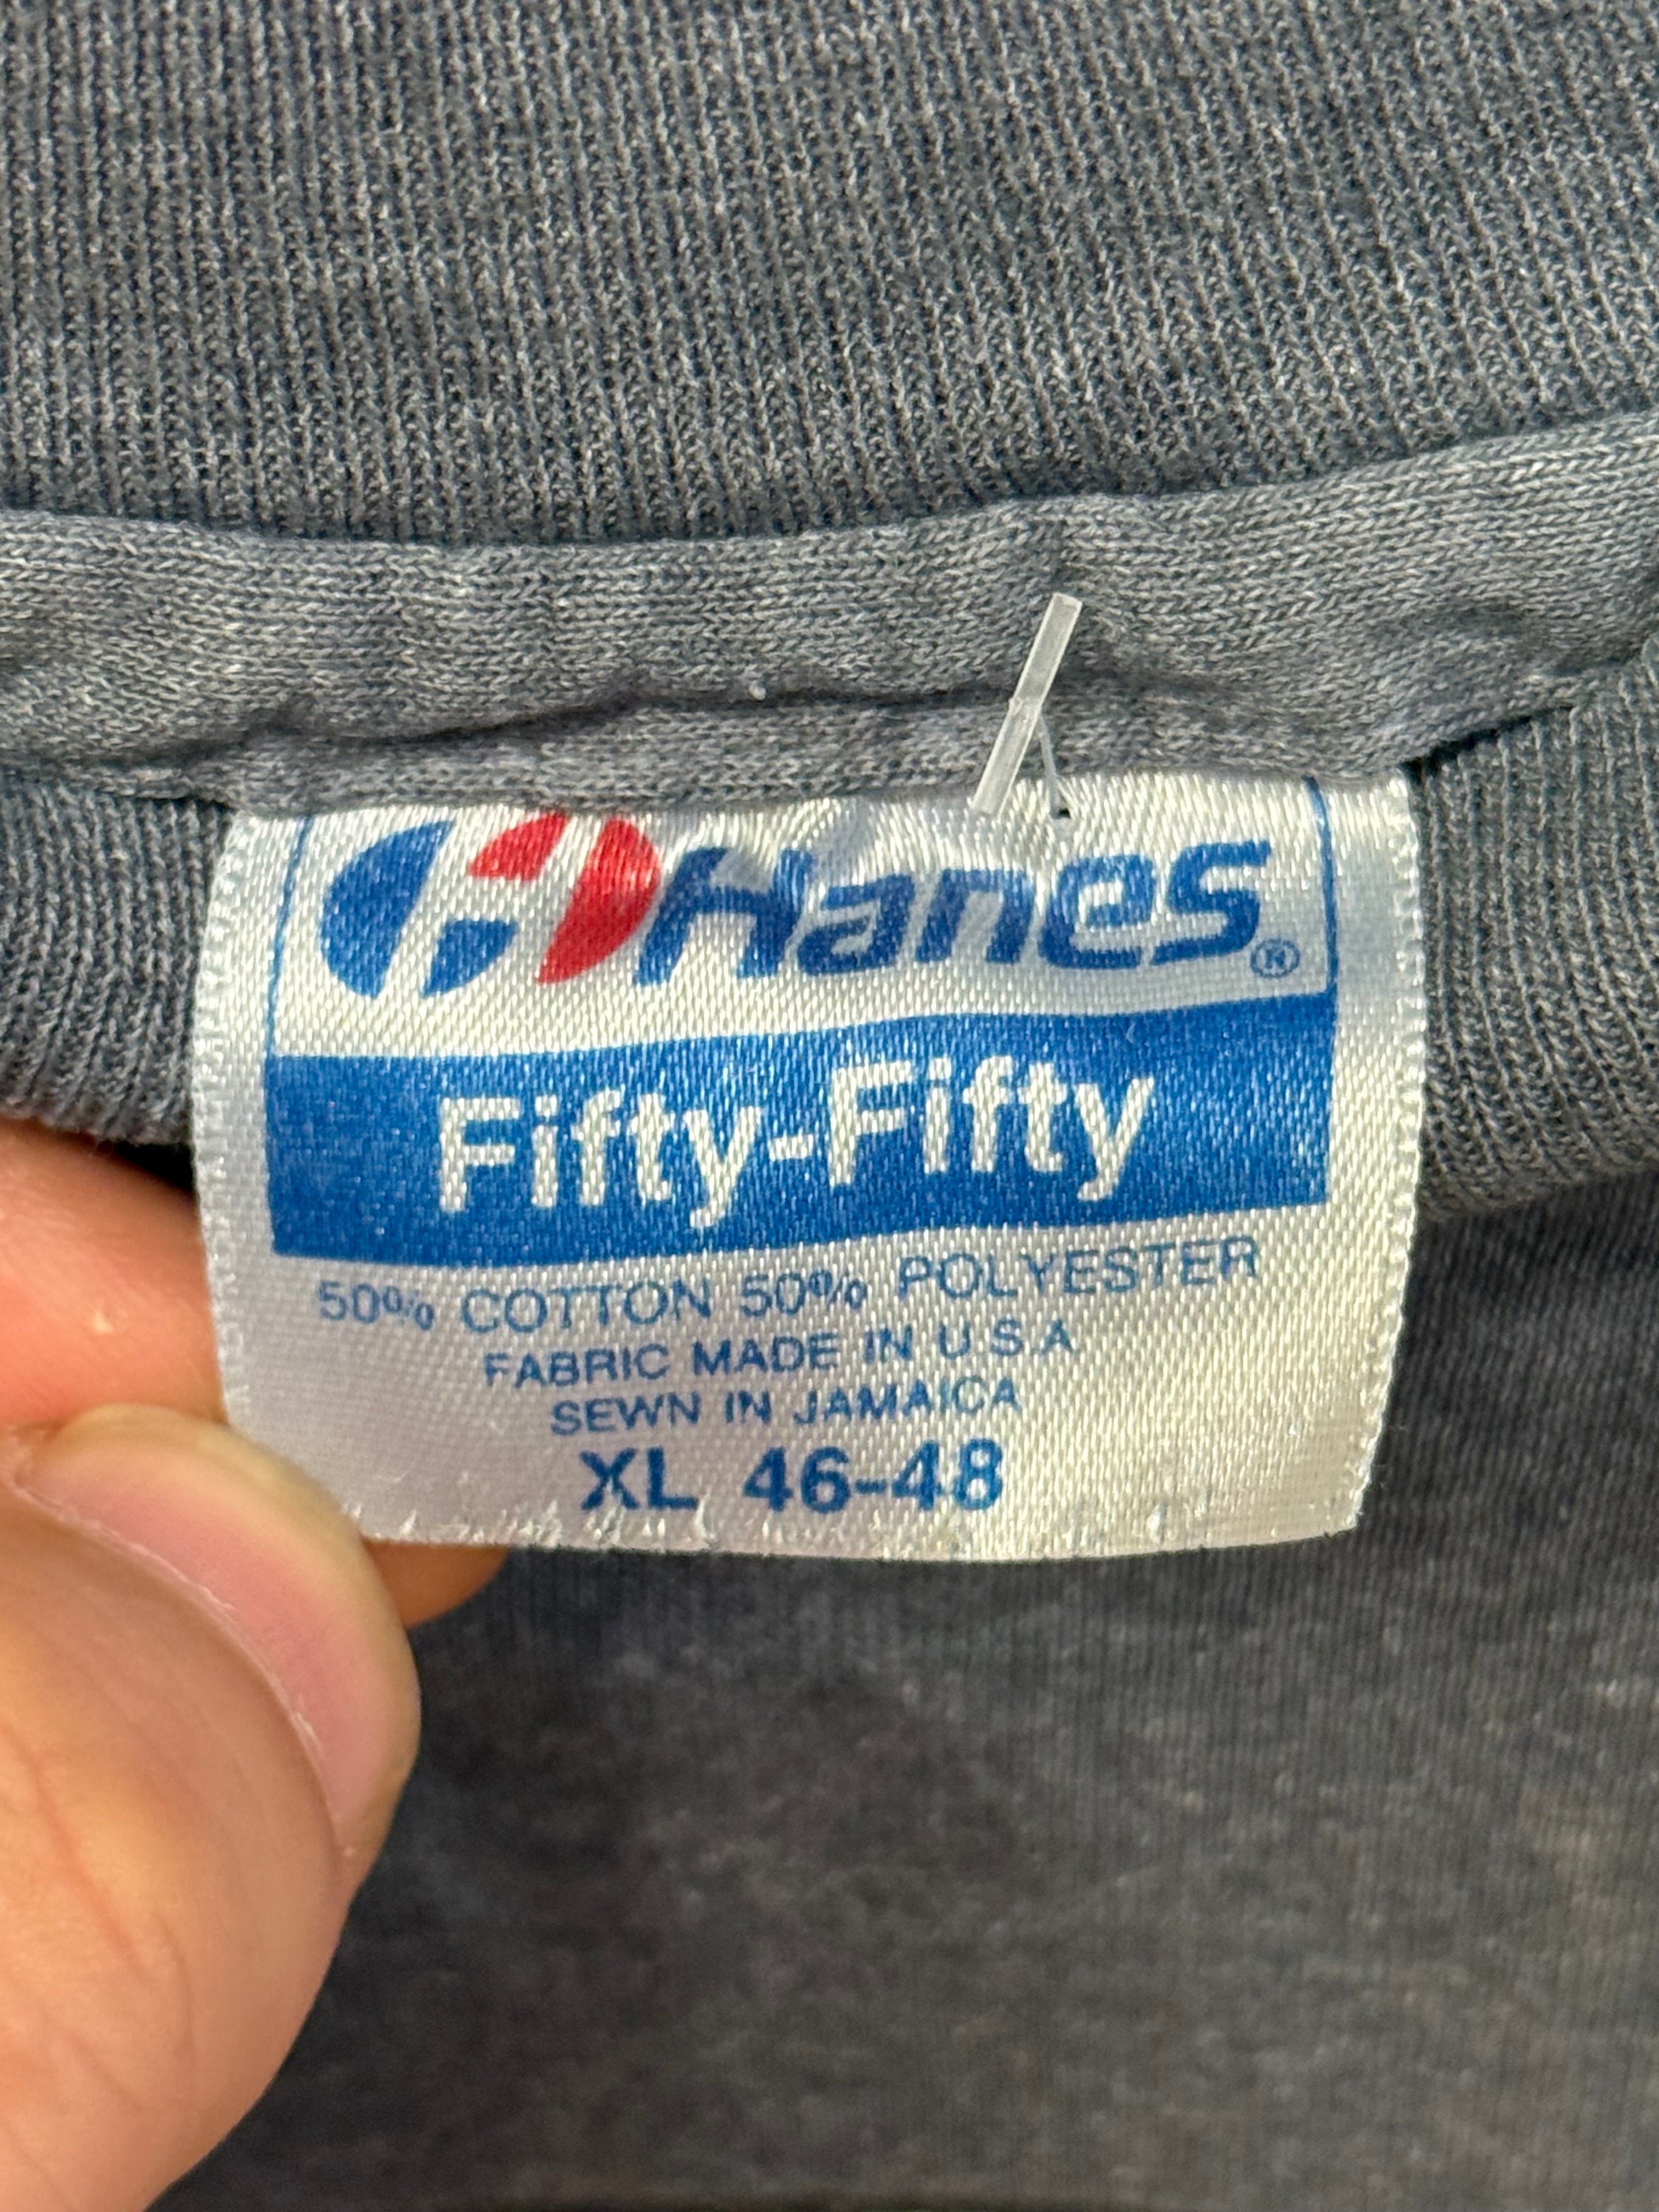 Hanes®
Fifty-Fifty
50% COTTON 50% POLYESTER
FABRIC MADE IN U.S.A
SEWN IN JAMAICA
XL 46-48